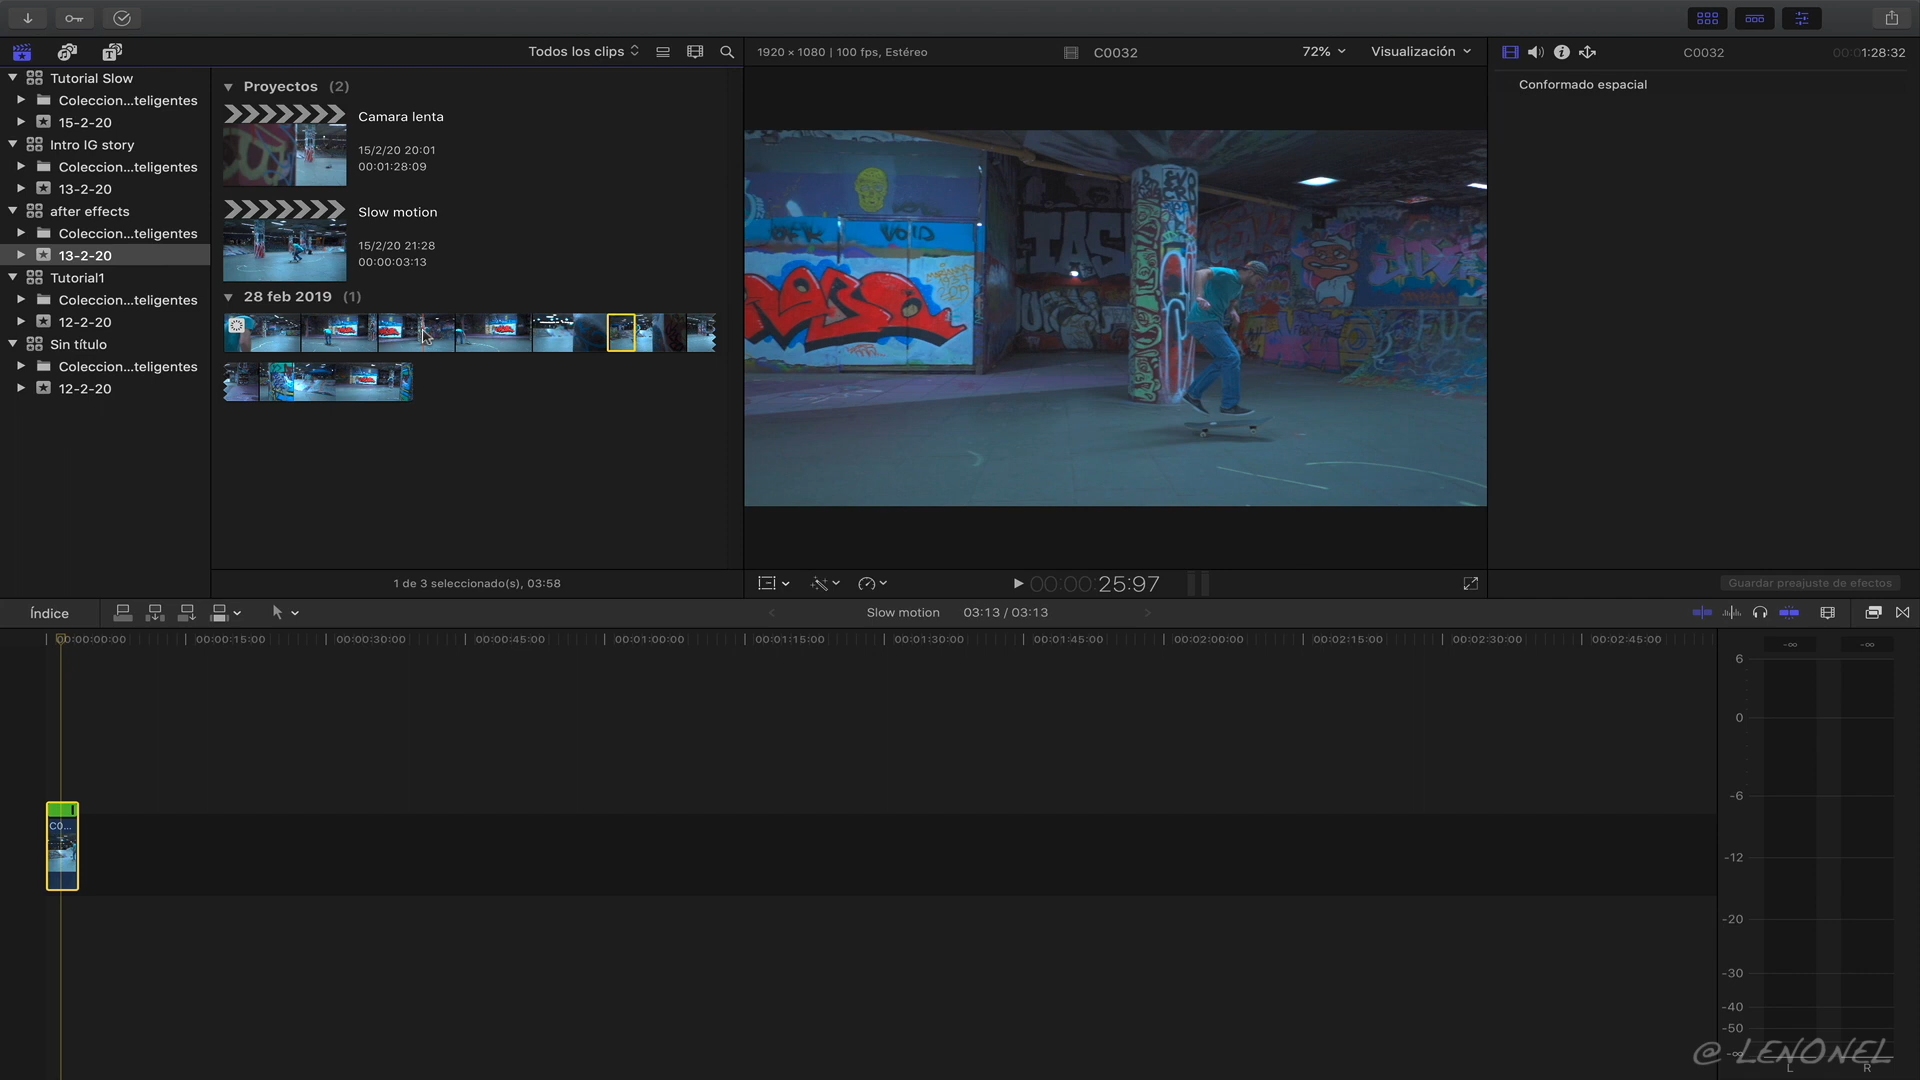 Todos los clips
1920 × 1080 | 100 fps, Estéreo
C0032
72%
Visualización
C0032
00:01:28:32
Tutorial Slow
Coleccion...teligentes
15-2-20
Intro IG story
Coleccion...teligentes
13-2-20
after effects
Coleccion...teligentes
13-2-20
Tutorial1
Coleccion...teligentes
12-2-20
Sin título
Coleccion...teligentes
12-2-20
Proyectos (2)
Camara lenta
15/2/20 20:01
00:01:28:09
Slow motion
15/2/20 21:28
00:00:03:13
28 feb 2019 (1)
1 de 3 seleccionado(s), 03:58
VOID
IAS
FUC
Conformado espacial
00:00:25:97
Guardar preajuste de efectos
Índice
Slow motion 03:13 / 03:13
00:00:00:00 00:00:15:00 00:00:30:00 00:00:45:00 00:01:00:00 00:01:15:00 00:01:30:00 00:01:45:00 00:02:00:00 00:02:15:00 00:02:30:00 00:02:45:00
C0...
-∞ -∞
6
0
-6
-12
-20
-30
-40
-50
-∞
L R
@ LENONEL